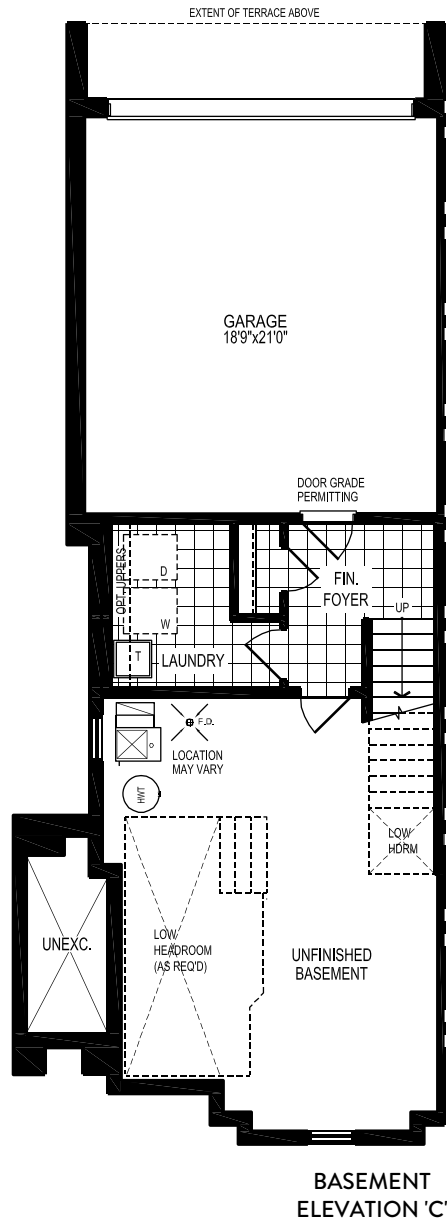 EXTENT OF TERRACE ABOVE
GARAGE
18'9"x21'0"
DOOR GRADE
PERMITTING
OPT. UPPERS
D
W
T
LAUNDRY
FIN.
FOYER
UP
F.D.
LOCATION
MAY VARY
HWT
LOW
HDRM
UNEXC.
LOW
HEADROOM
(AS REQ'D)
UNFINISHED
BASEMENT
BASEMENT
ELEVATION 'C'